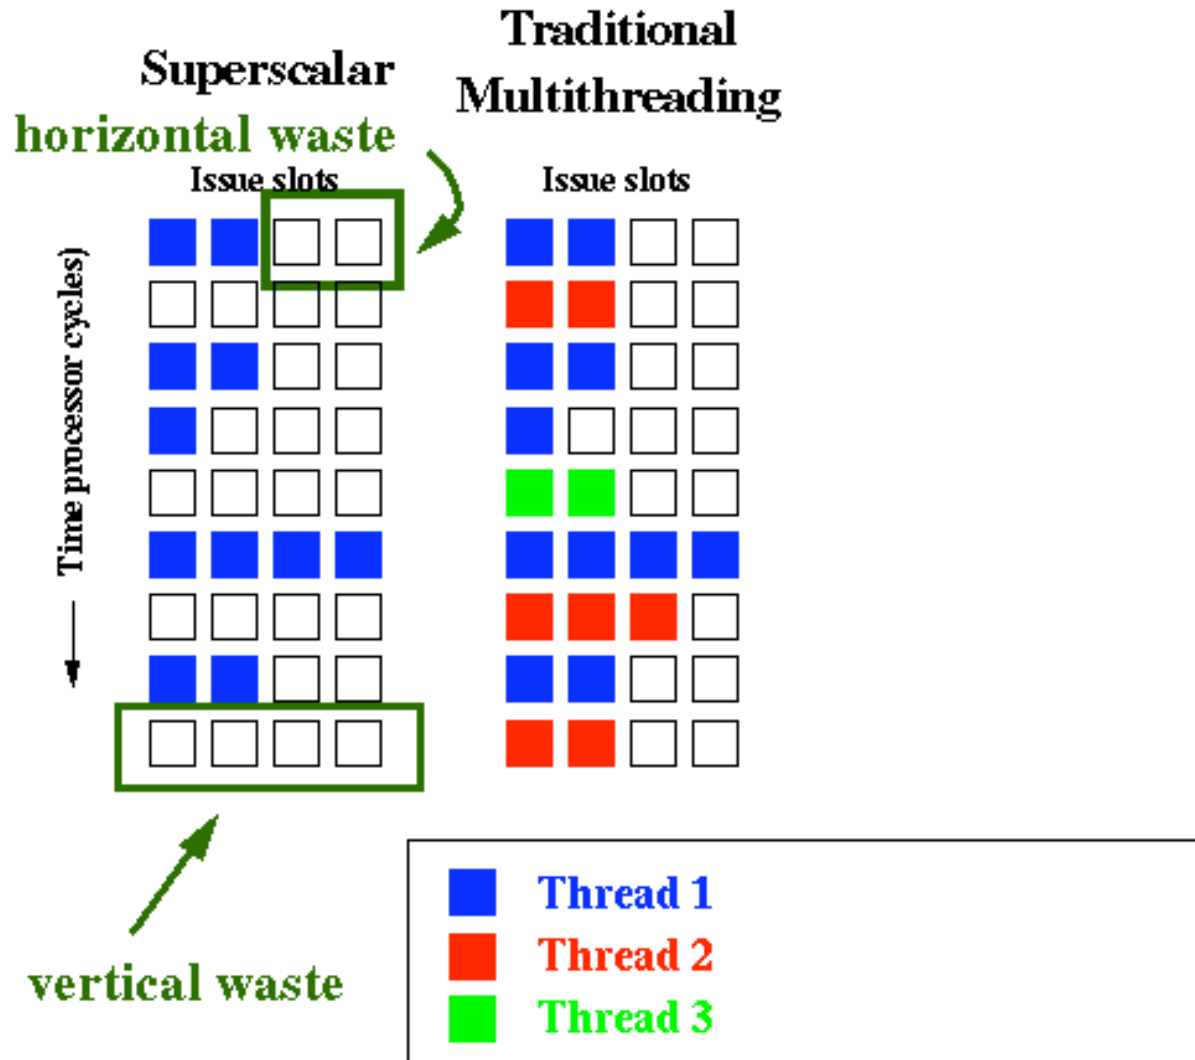 Superscalar
horizontal waste
Issue slots
Traditional
Multithreading
Issue slots
Time processor cycles)
vertical waste
Thread 1
Thread 2
Thread 3